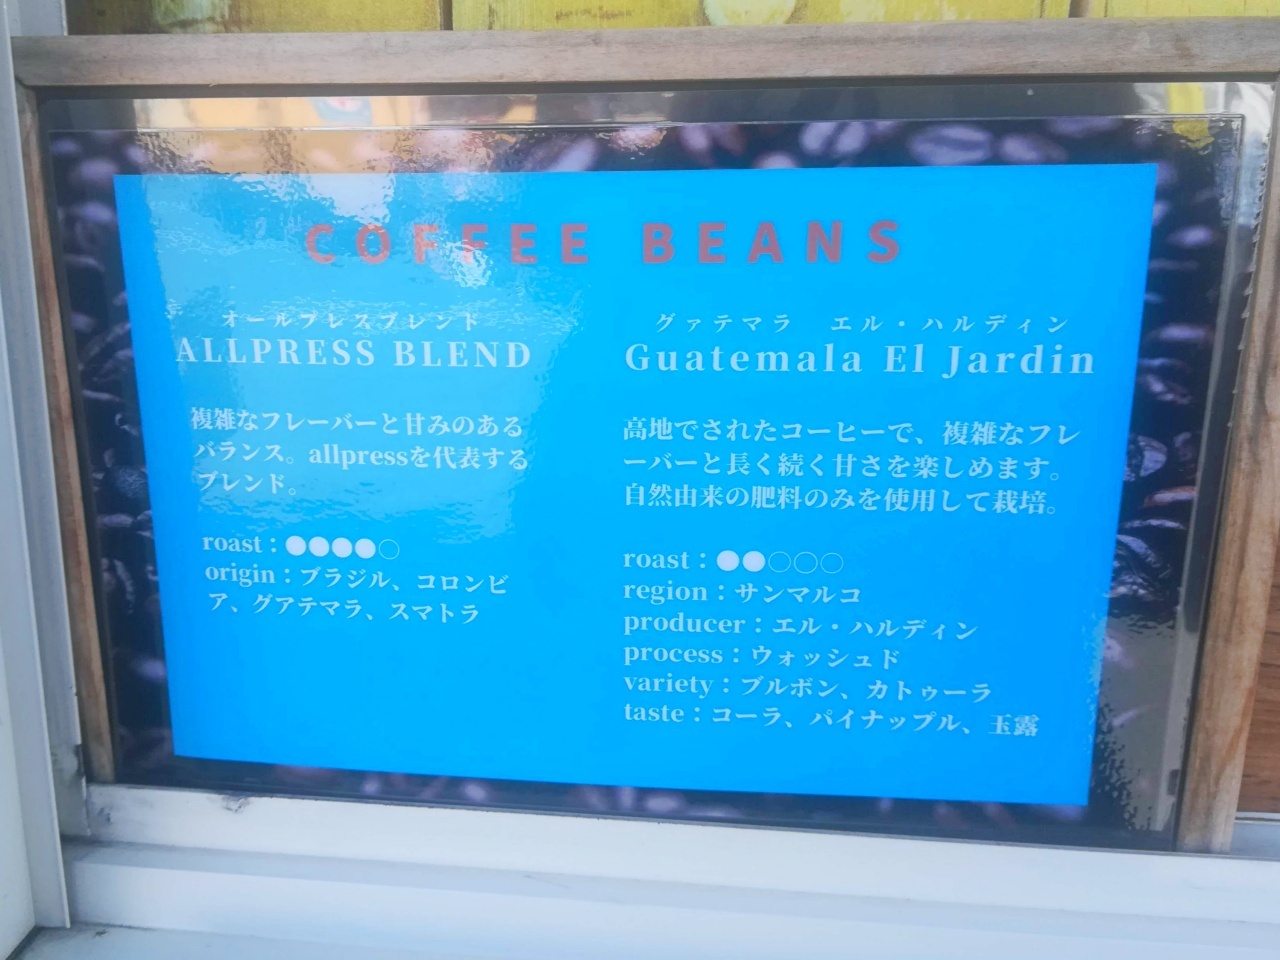 COFFEE BEANS
オールプレスブレンド
ALLPRESS BLEND
複雑なフレーバーと甘みのある
バランス。allpressを代表する
ブレンド。
roast：●●●●○
origin：ブラジル、コロンビ
ア、グアテマラ、スマトラ
グァテマラ　エル・ハルディン
Guatemala El Jardin
高地でされたコーヒーで、複雑なフレ
ーバーと長く続く甘さを楽しめます。
自然由来の肥料のみを使用して栽培。
roast：●●○○○
region：サンマルコ
producer：エル・ハルディン
process：ウォッシュド
variety：ブルボン、カトゥーラ
taste：コーラ、パイナップル、玉露